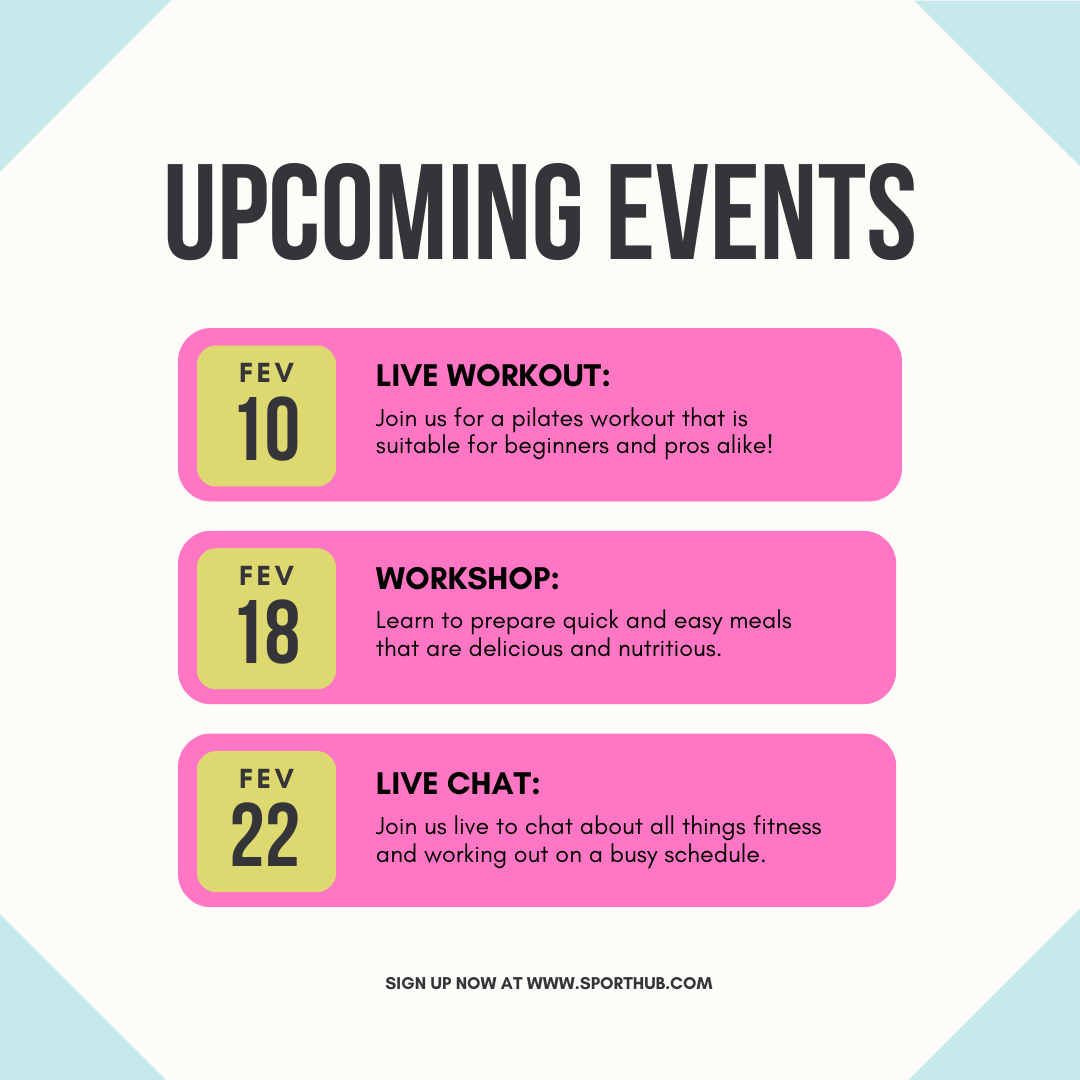 UPCOMING EVENTS
FEV
10
LIVE WORKOUT:
Join us for a pilates workout that is
suitable for beginners and pros alike!
FEV
18
WORKSHOP:
Learn to prepare quick and easy meals
that are delicious and nutritious.
FEV
22
LIVE CHAT:
Join us live to chat about all things fitness
and working out on a busy schedule.
SIGN UP NOW AT WWW.SPORTHUB.COM